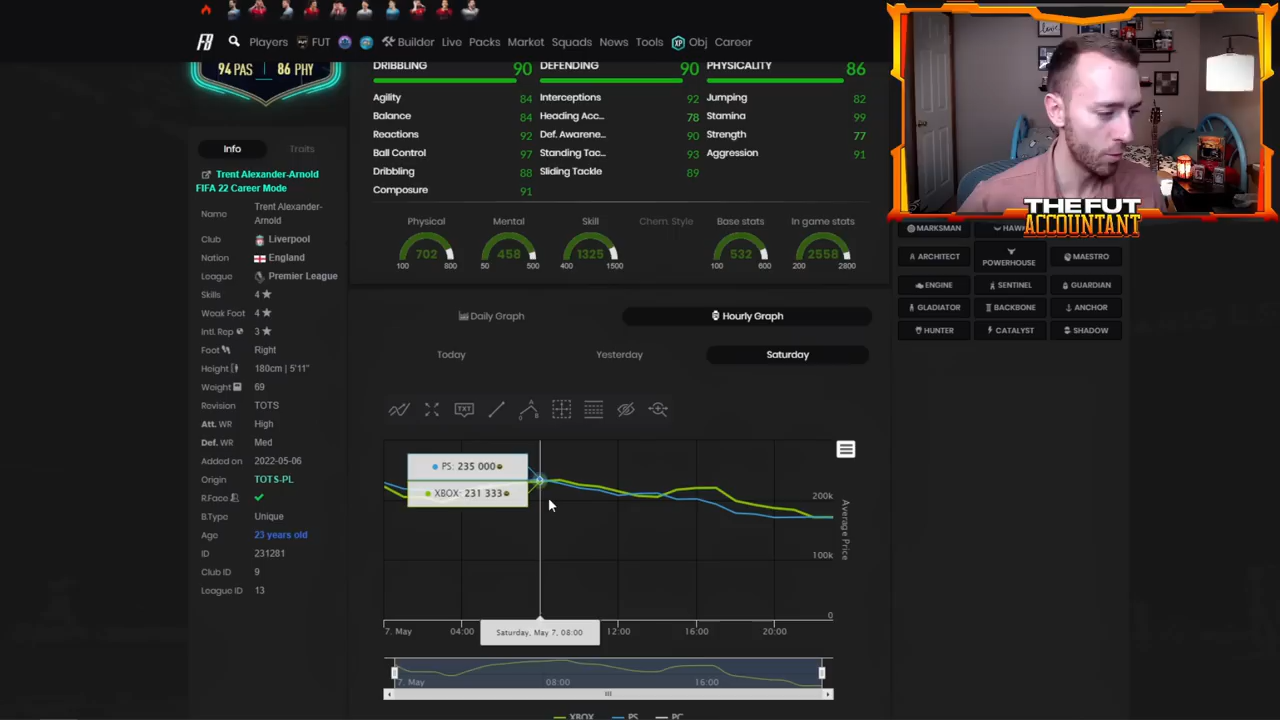 F8 Players FUT Builder Live Packs Market Squads News Tools XP Obj Career
94 PAS 86 PHY
DRIBBLING 90 DEFENDING 90 PHYSICALITY 86
Agility 84 Interceptions 92 Jumping 82
Balance 84 Heading Acc... 78 Stamina 99
Reactions 92 Def. Awarene... 90 Strength 77
Ball Control 97 Standing Tac... 93 Aggression 91
Dribbling 88 Sliding Tackle 89
Composure 91
Info Traits
Trent Alexander-Arnold
FIFA 22 Career Mode
Name Trent Alexander-
Arnold
Club Liverpool
Nation England
League Premier League
Skills 4
Weak Foot 4
Intl. Rep 3
Foot Right
Height 180cm | 5'11"
Weight 69
Revision TOTS
Att. WR High
Def. WR Med
Added on 2022-05-06
Origin TOTS-PL
R.Face
B.Type Unique
Age 23 years old
ID 231281
Club ID 9
League ID 13
Physical Mental Skill Chem. Style Base stats In game stats
702 458 1325 532 2558
100 800 50 500 400 1500 100 600 200 2800
Daily Graph Hourly Graph
Today Yesterday Saturday
TXT
PS: 235 000
XBOX: 231 333
200k
100k
0
Average Price
7. May 04:00 12:00 16:00 20:00
Saturday, May 7, 08:00
7. May 08:00 16:00
XBOX PS PC
THE FUT
ACCOUNTANT
MARKSMAN
ARCHITECT POWERHOUSE MAESTRO
ENGINE SENTINEL GUARDIAN
GLADIATOR BACKBONE ANCHOR
HUNTER CATALYST SHADOW